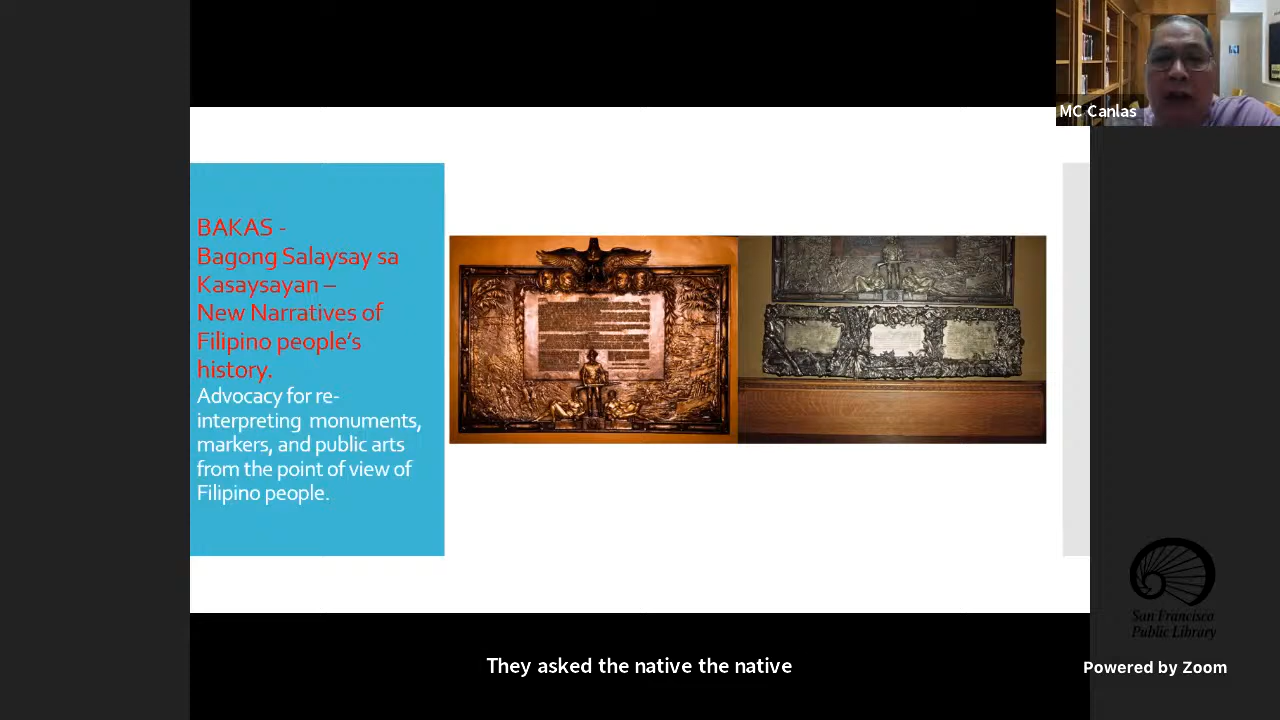 MC Canlas
BAKAS -
Bagong Salaysay sa
Kasaysayan –
New Narratives of
Filipino people's
history.
Advocacy for re-
interpreting monuments,
markers, and public arts
from the point of view of
Filipino people.
San Francisco
Public Library
They asked the native the native
Powered by Zoom